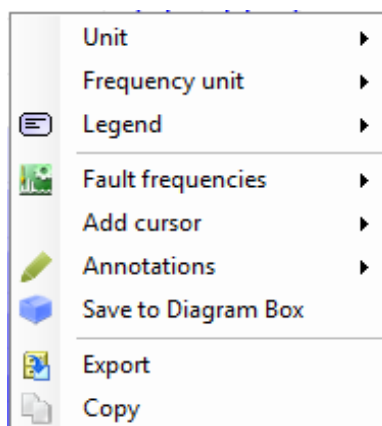 Unit
Frequency unit
Legend
Fault frequencies
Add cursor
Annotations
Save to Diagram Box
Export
Copy